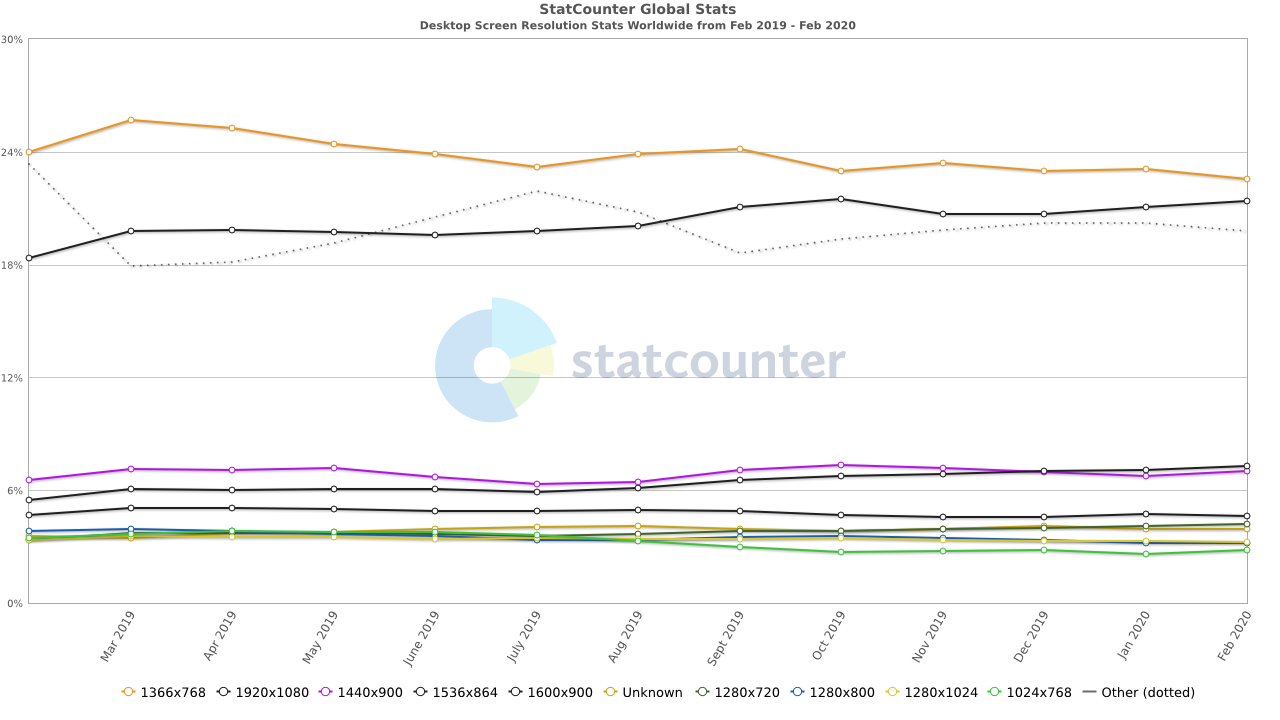 StatCounter Global Stats
Desktop Screen Resolution Stats Worldwide from Feb 2019 - Feb 2020
30%
24%
18%
12%
6%
0%
statcounter
Mar 2019
Apr 2019
May 2019
June 2019
July 2019
Aug 2019
Sept 2019
Oct 2019
Nov 2019
Dec 2019
Jan 2020
Feb 2020
1366x768 1920x1080 1440x900 1536x864 1600x900 Unknown 1280x720 1280x800 1280x1024 1024x768 Other (dotted)